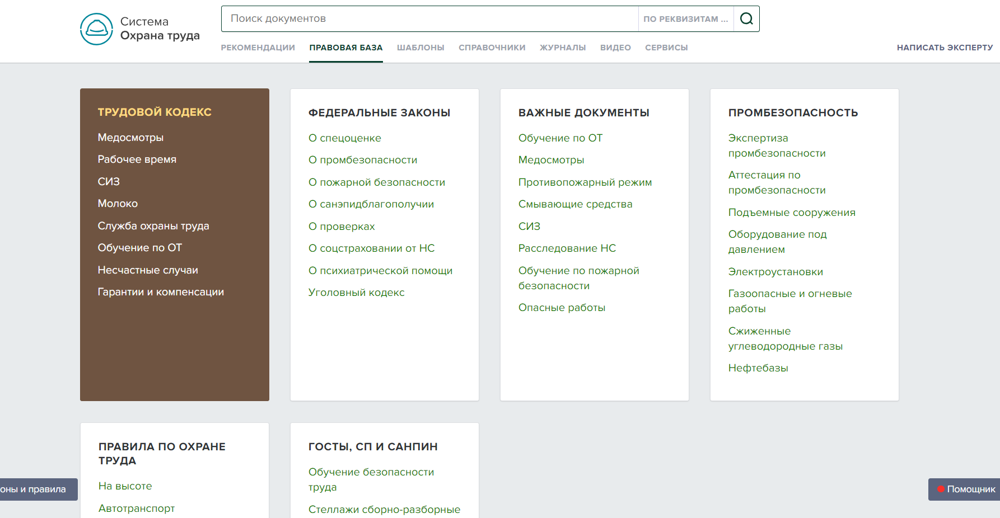 Система
Охрана труда
Поиск документов
ПО РЕКВИЗИТАМ ...
РЕКОМЕНДАЦИИ
ПРАВОВАЯ БАЗА
ШАБЛОНЫ
СПРАВОЧНИКИ
ЖУРНАЛЫ
ВИДЕО
СЕРВИСЫ
НАПИСАТЬ ЭКСПЕРТУ
ТРУДОВОЙ КОДЕКС
Медосмотры
Рабочее время
СИЗ
Молоко
Служба охраны труда
Обучение по ОТ
Несчастные случаи
Гарантии и компенсации
ФЕДЕРАЛЬНЫЕ ЗАКОНЫ
О спецоценке
О промбезопасности
О пожарной безопасности
О санэпидблагополучии
О проверках
О соцстраховании от НС
О психиатрической помощи
Уголовный кодекс
ВАЖНЫЕ ДОКУМЕНТЫ
Обучение по ОТ
Медосмотры
Противопожарный режим
Смывающие средства
СИЗ
Расследование НС
Обучение по пожарной
безопасности
Опасные работы
ПРОМБЕЗОПАСНОСТЬ
Экспертиза
промбезопасности
Аттестация по
промбезопасности
Подъемные сооружения
Оборудование под
давлением
Электроустановки
Газоопасные и огневые
работы
Сжиженные
углеводородные газы
Нефтебазы
ПРАВИЛА ПО ОХРАНЕ
ТРУДА
На высоте
Автотранспорт
ГОСТЫ, СП И САНПИН
Обучение безопасности
труда
Стеллажи сборно-разборные
оны и правила
Помощник